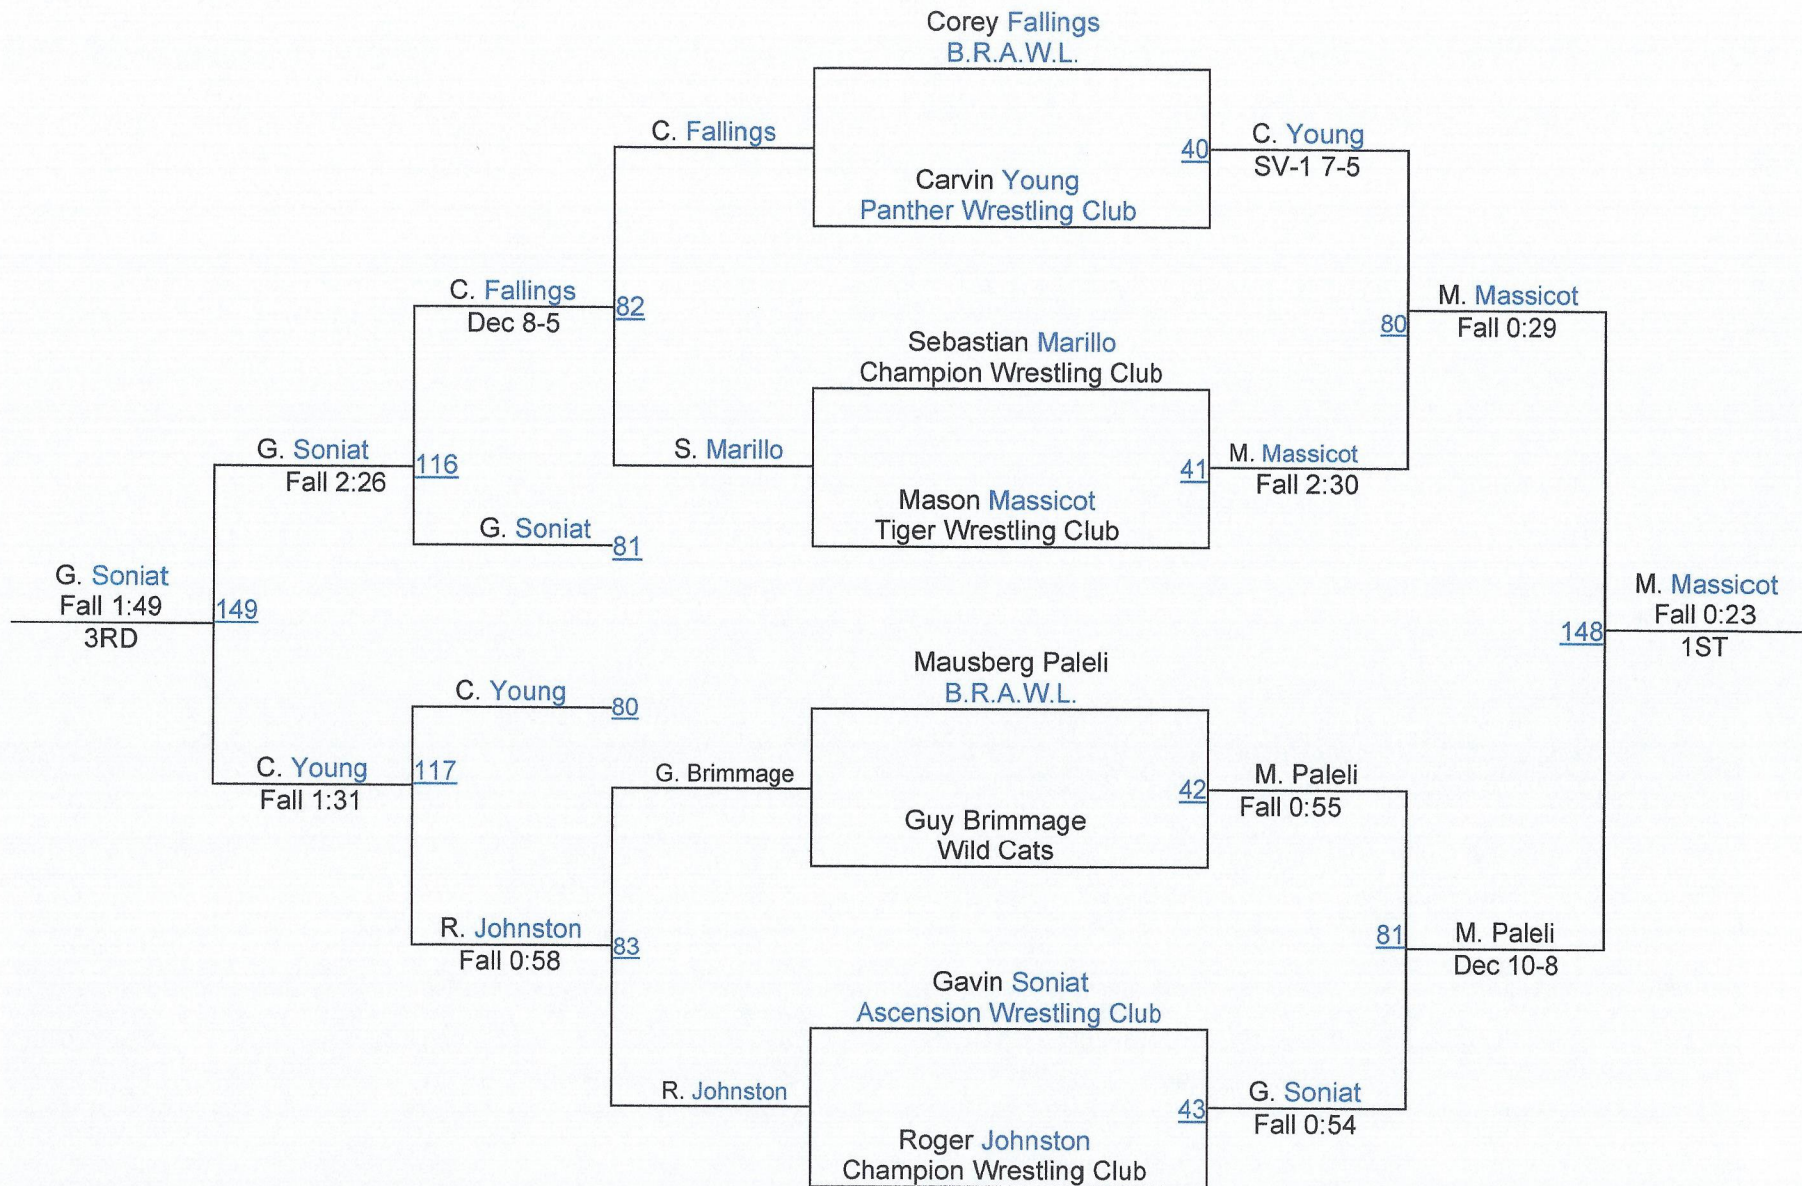 Corey Fallings
B.R.A.W.L.
C. Fallings
40
C. Young
SV-1 7-5
Carvin Young
Panther Wrestling Club
C. Fallings
Dec 8-5
82
M. Massicot
Fall 0:29
80
Sebastian Marillo
Champion Wrestling Club
G. Soniat
Fall 2:26
116
S. Marillo
41
M. Massicot
Fall 2:30
Mason Massicot
Tiger Wrestling Club
G. Soniat
81
G. Soniat
Fall 1:49
3RD
149
M. Massicot
Fall 0:23
1ST
148
Mausberg Paleli
B.R.A.W.L.
C. Young
80
C. Young
Fall 1:31
117
G. Brimmage
42
M. Paleli
Fall 0:55
Guy Brimmage
Wild Cats
R. Johnston
Fall 0:58
83
81
M. Paleli
Dec 10-8
Gavin Soniat
Ascension Wrestling Club
R. Johnston
43
G. Soniat
Fall 0:54
Roger Johnston
Champion Wrestling Club